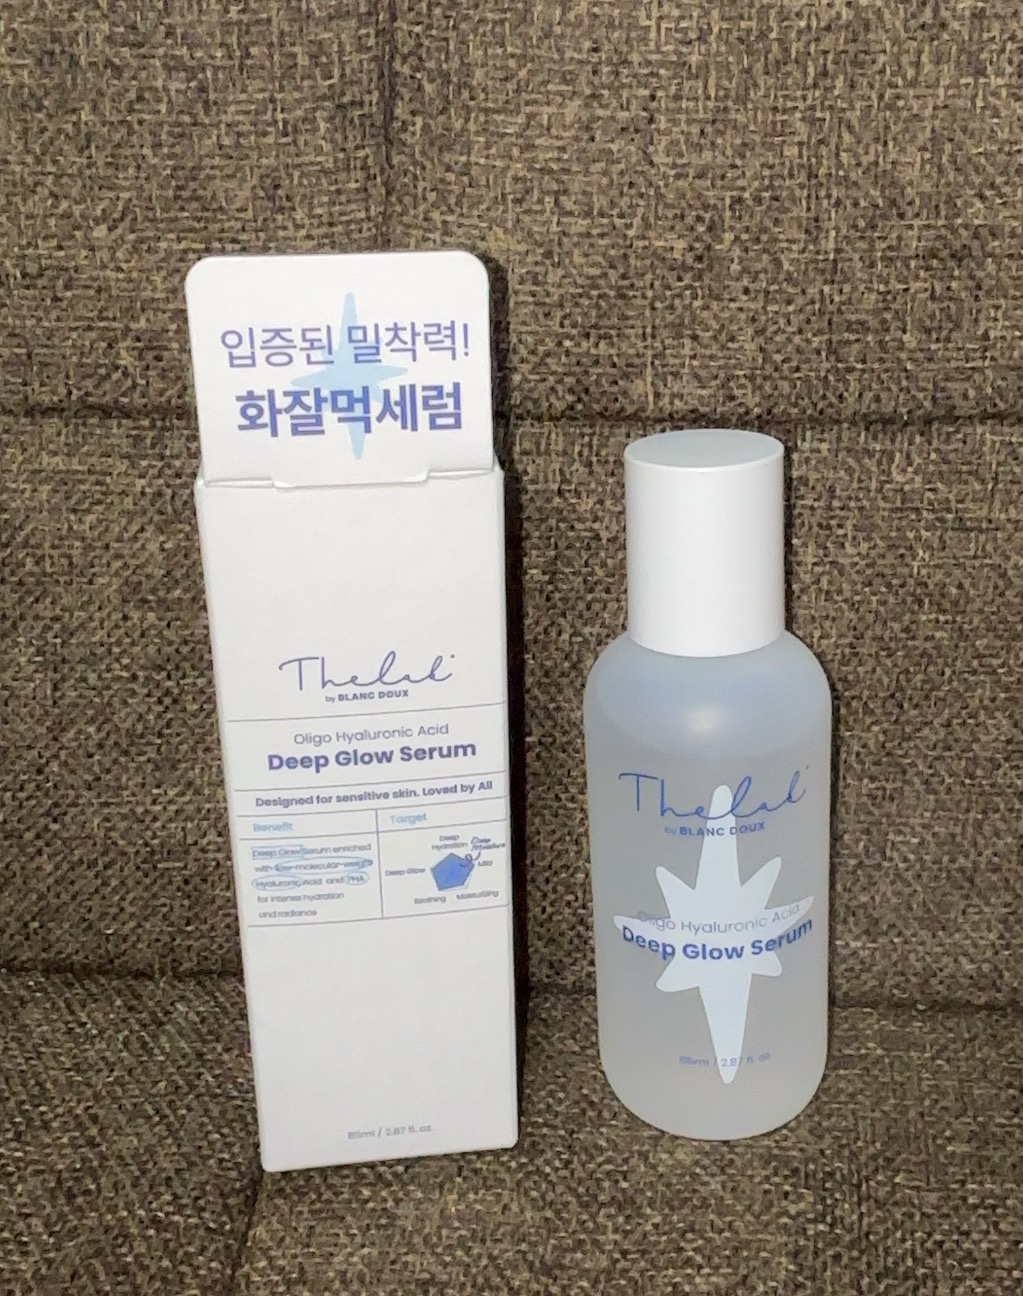 입증된 밀착력!
화잘먹세럼
Thelab®
by BLANC DOUX
Oligo Hyaluronic Acid
Deep Glow Serum
Designed for sensitive skin. Loved by All
Benefit
Deep Glow Serum enriched
with low-molecular-weight
Hyaluronic Acid and PHA
for intense hydration
and radiance
Target
Deep
Hydration
Deep
Moisture
Mild
Deep Glow
Soothing
Moisturizing
85ml / 2.87 fl. oz.
Thelab®
by BLANC DOUX
Oligo Hyaluronic Acid
Deep Glow Serum
85ml / 2.87 fl. oz